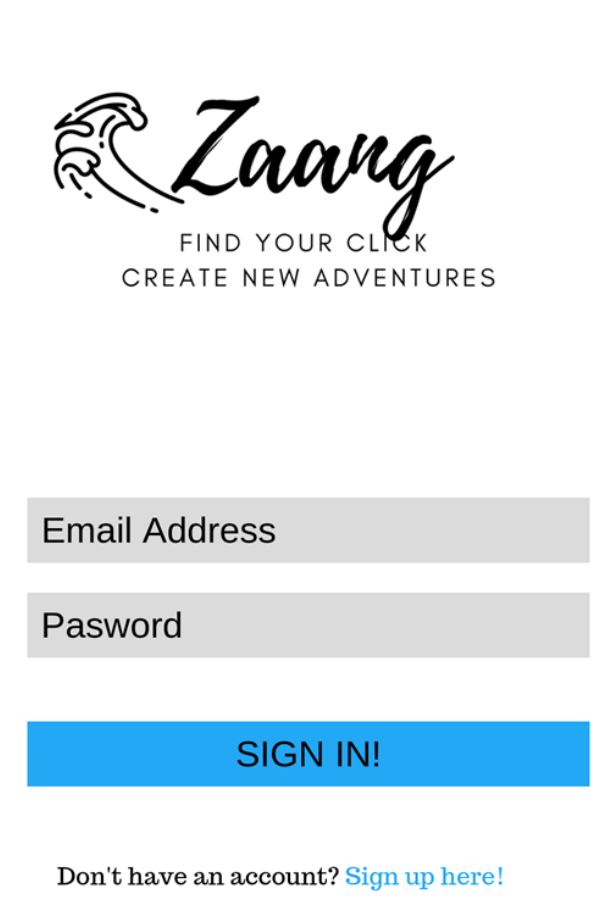 Zaang
FIND YOUR CLICK
CREATE NEW ADVENTURES
Email Address
Pasword
SIGN IN!
Don't have an account? Sign up here!